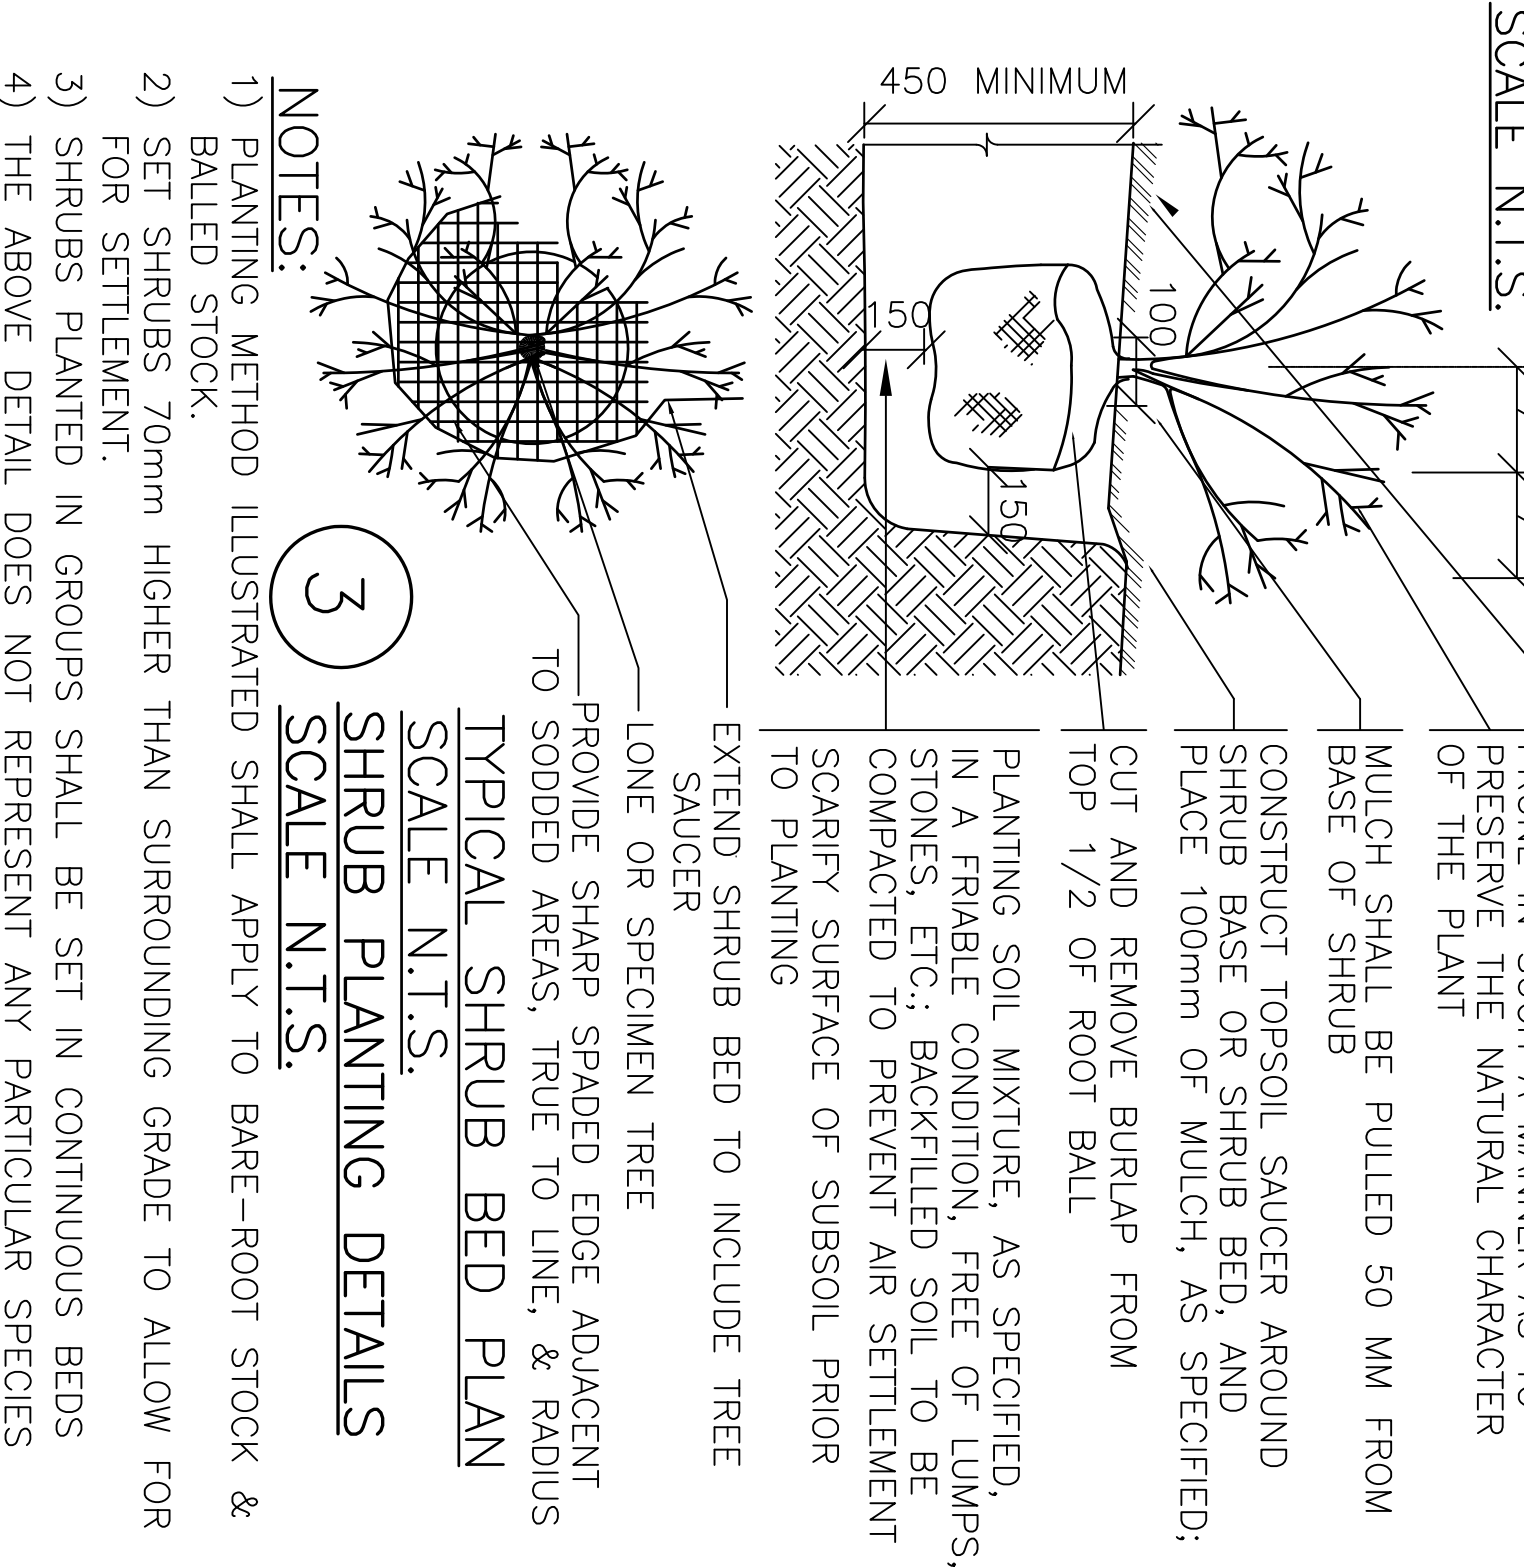 SCALE N.T.S.
PRUNE IN SUCH A MANNER AS TO
PRESERVE THE NATURAL CHARACTER
OF THE PLANT
MULCH SHALL BE PULLED 50 MM FROM
BASE OF SHRUB
CONSTRUCT TOPSOIL SAUCER AROUND
SHRUB BASE OR SHRUB BED, AND
PLACE 100mm OF MULCH, AS SPECIFIED;
CUT AND REMOVE BURLAP FROM
TOP 1/2 OF ROOT BALL
PLANTING SOIL MIXTURE, AS SPECIFIED,
IN A FRIABLE CONDITION, FREE OF LUMPS,
STONES, ETC.; BACKFILLED SOIL TO BE
COMPACTED TO PREVENT AIR SETTLEMENT
SCARIFY SURFACE OF SUBSOIL PRIOR
TO PLANTING
450 MINIMUM
100
150
150
EXTEND SHRUB BED TO INCLUDE TREE
SAUCER
LONE OR SPECIMEN TREE
PROVIDE SHARP SPADED EDGE ADJACENT
TO SODDED AREAS, TRUE TO LINE, & RADIUS
TYPICAL SHRUB BED PLAN
SCALE N.T.S.
3
SHRUB PLANTING DETAILS
SCALE N.T.S.
NOTES:
1) PLANTING METHOD ILLUSTRATED SHALL APPLY TO BARE-ROOT STOCK &
BALLED STOCK.
2) SET SHRUBS 70mm HIGHER THAN SURROUNDING GRADE TO ALLOW FOR
FOR SETTLEMENT.
3) SHRUBS PLANTED IN GROUPS SHALL BE SET IN CONTINUOUS BEDS
4) THE ABOVE DETAIL DOES NOT REPRESENT ANY PARTICULAR SPECIES